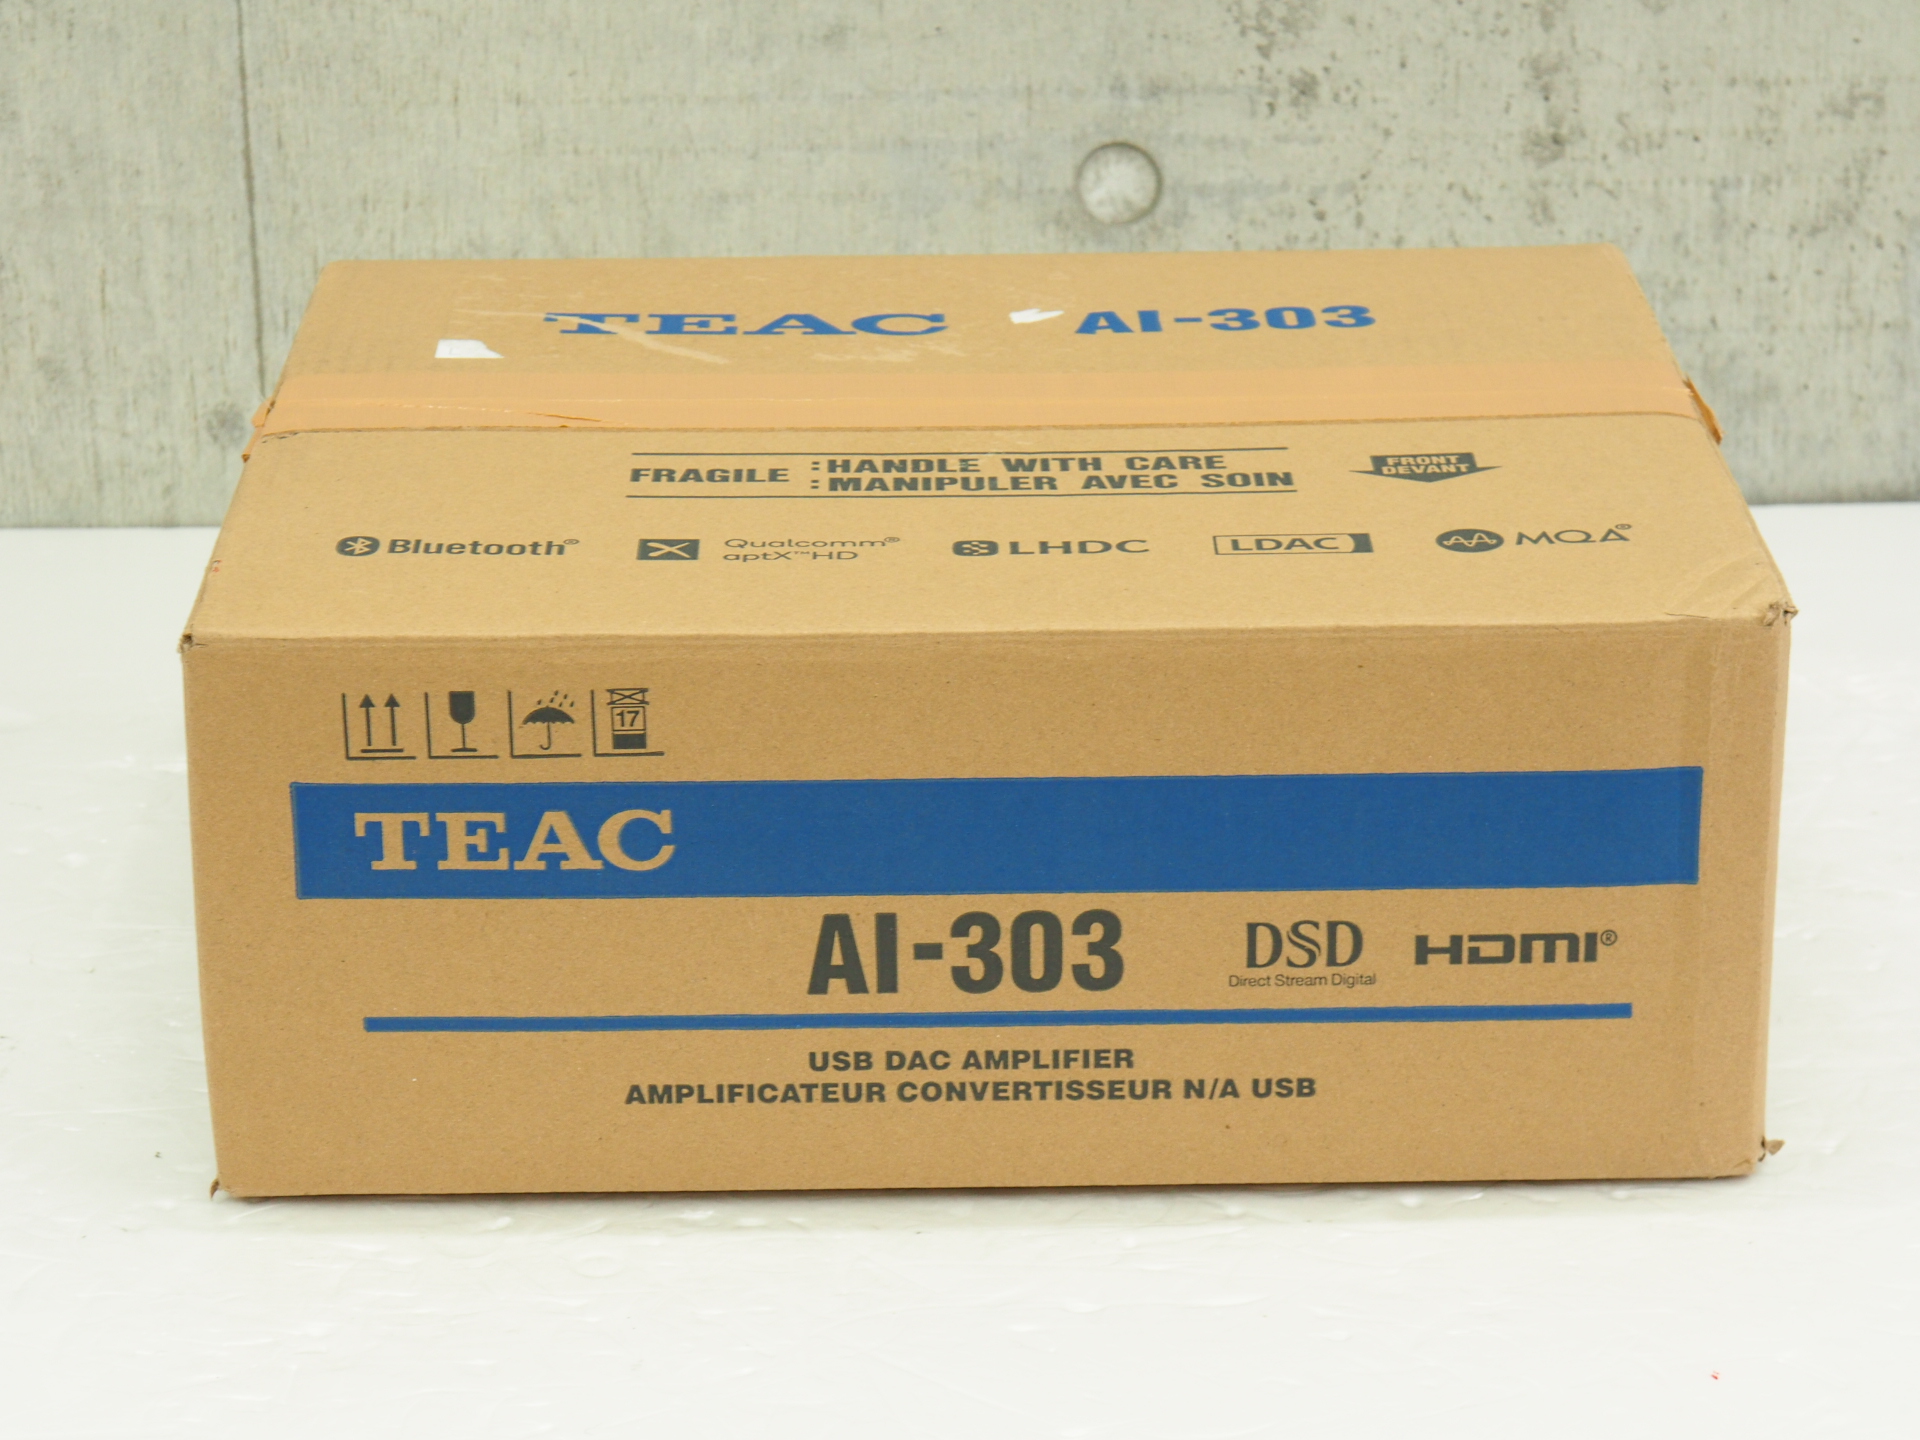 TEAC AI-303
FRAGILE :HANDLE WITH CARE
:MANIPULER AVEC SOIN
FRONT
DEVANT
Bluetooth®
Qualcomm®
aptX™ HD
LHDC
LDAC
MQA®
17
TEAC
AI-303
DSD
Direct Stream Digital
HDMI®
USB DAC AMPLIFIER
AMPLIFICATEUR CONVERTISSEUR N/A USB